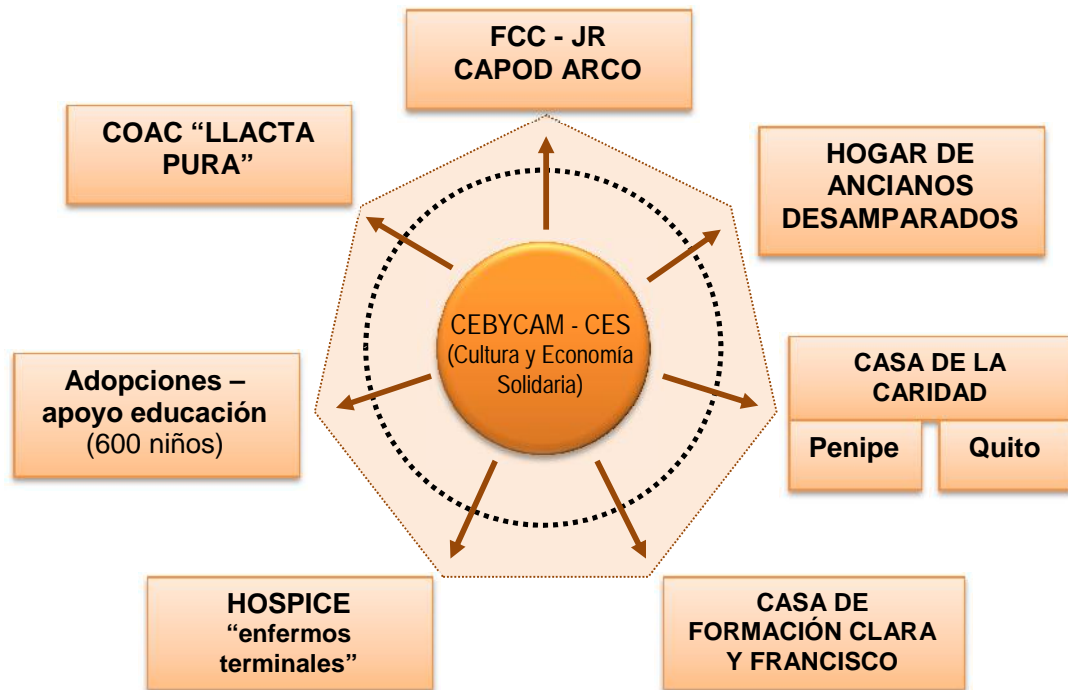 FCC - JR
CAPOD ARCO
COAC “LLACTA
PURA”
HOGAR DE
ANCIANOS
DESAMPARADOS
CEBYCAM - CES
(Cultura y Economía
Solidaria)
Adopciones –
apoyo educación
(600 niños)
CASA DE LA
CARIDAD
Penipe
Quito
HOSPICE
“enfermos
terminales”
CASA DE
FORMACIÓN CLARA
Y FRANCISCO